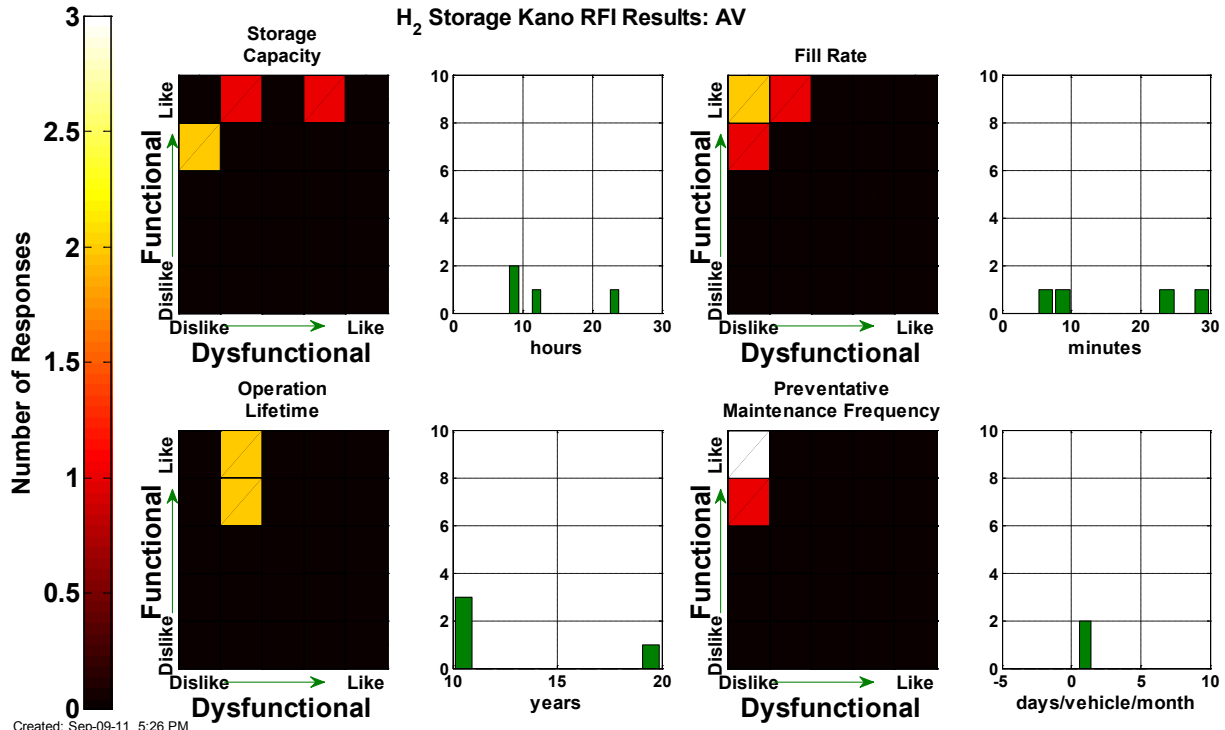 H2 Storage Kano RFI Results: AV
3
2.5
2
1.5
1
0.5
0
Number of Responses
Storage
Capacity
Functional
Dislike
Like
Dislike
Like
Dysfunctional
10
8
6
4
2
0
0
10
20
30
hours
Fill Rate
Functional
Dislike
Like
Dislike
Like
Dysfunctional
10
8
6
4
2
0
0
10
20
30
minutes
Operation
Lifetime
Functional
Dislike
Like
Dislike
Like
Dysfunctional
10
8
6
4
2
0
10
15
20
years
Preventative
Maintenance Frequency
Functional
Dislike
Like
Dislike
Like
Dysfunctional
10
8
6
4
2
0
-5
0
5
10
days/vehicle/month
Created: Sep-09-11 5:26 PM